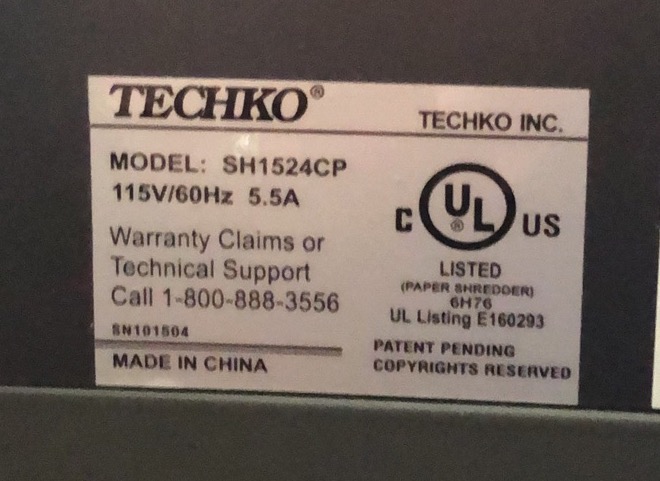 TECHKO®
TECHKO INC.
MODEL: SH1524CP
115V/60Hz 5.5A
Warranty Claims or
Technical Support
Call 1-800-888-3556
SN101504
MADE IN CHINA
C UL® US
LISTED
(PAPER SHREDDER)
6H76
UL Listing E160293
PATENT PENDING
COPYRIGHTS RESERVED